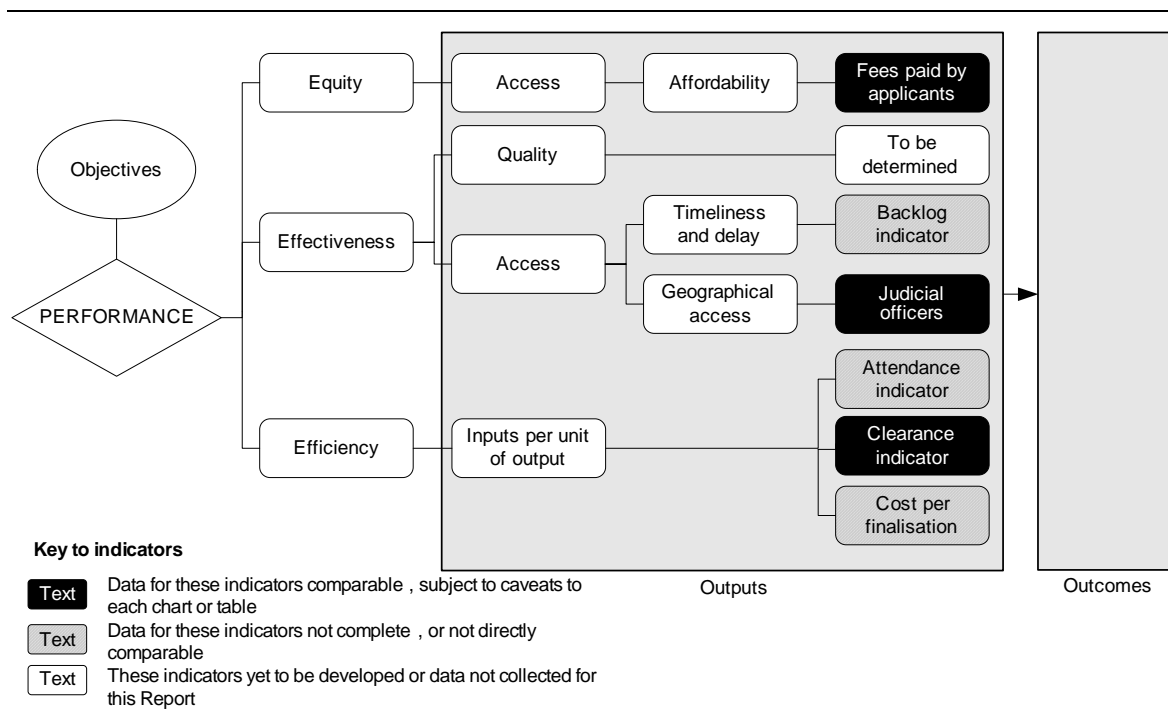 Equity
Access
Affordability
Fees paid by
applicants
Objectives
Quality
To be
determined
Effectiveness
Timeliness
and delay
Backlog
indicator
Access
PERFORMANCE
Geographical
access
Judicial
officers
Attendance
indicator
Efficiency
Inputs per unit
of output
Clearance
indicator
Cost per
finalisation
Key to indicators
Outputs
Outcomes
Text
Data for these indicators comparable , subject to caveats to
each chart or table
Text
Data for these indicators not complete , or not directly
comparable
Text
These indicators yet to be developed or data not collected for
this Report